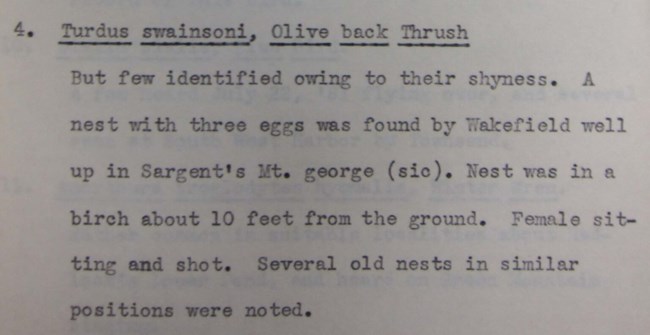 4. Turdus swainsoni, Olive back Thrush
But few identified owing to their shyness. A
nest with three eggs was found by Wakefield well
up in Sargent's Mt. george (sic). Nest was in a
birch about 10 feet from the ground. Female sit-
ting and shot. Several old nests in similar
positions were noted.